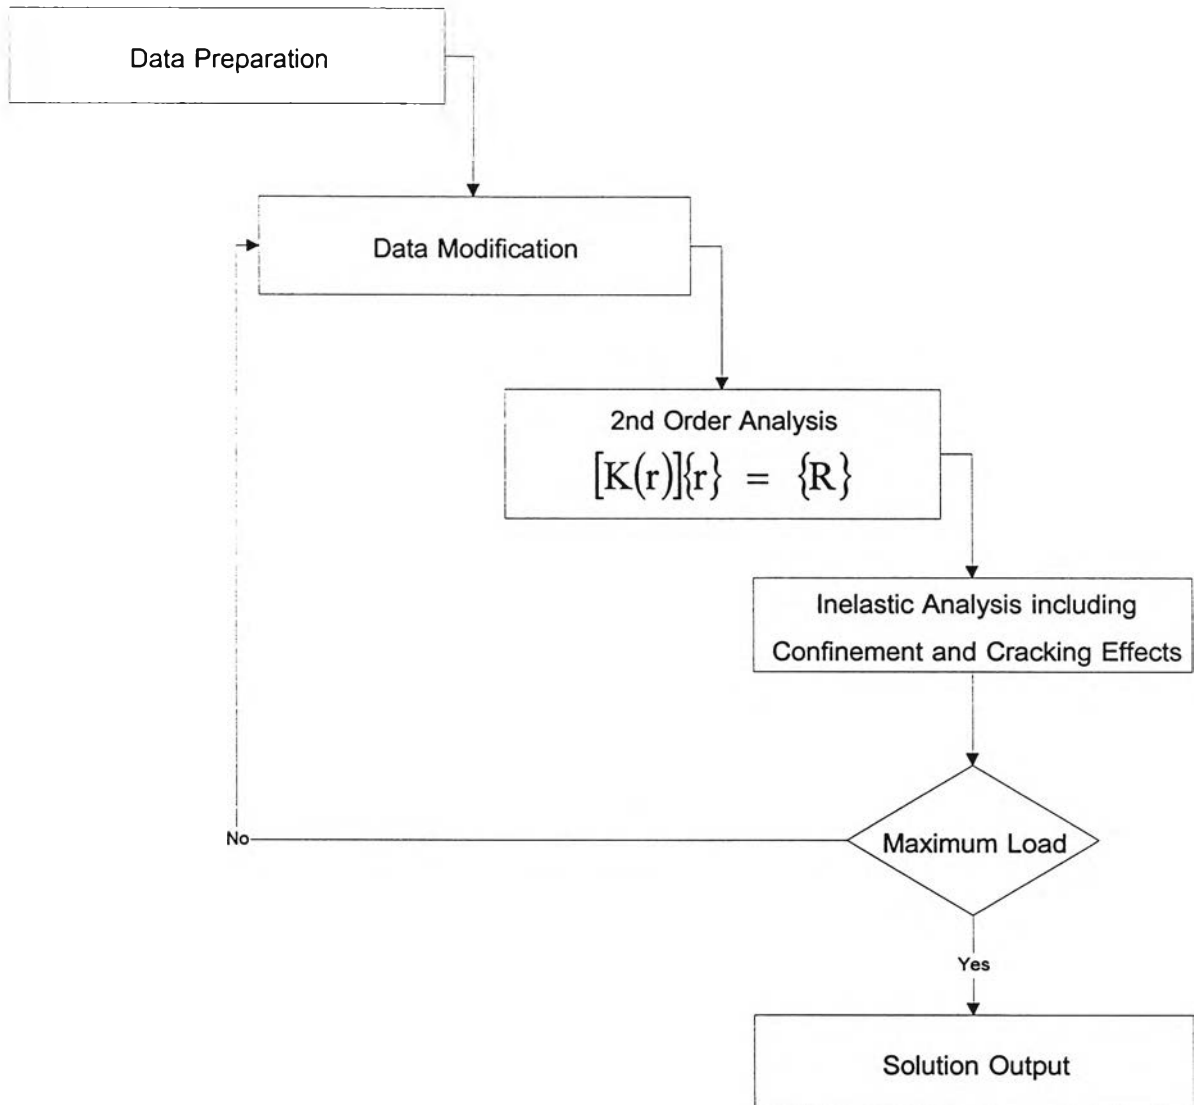 Data Preparation
Data Modification
2nd Order Analysis
[K(r)]{r} = {R}
Inelastic Analysis including
Confinement and Cracking Effects
Maximum Load
No
Yes
Solution Output